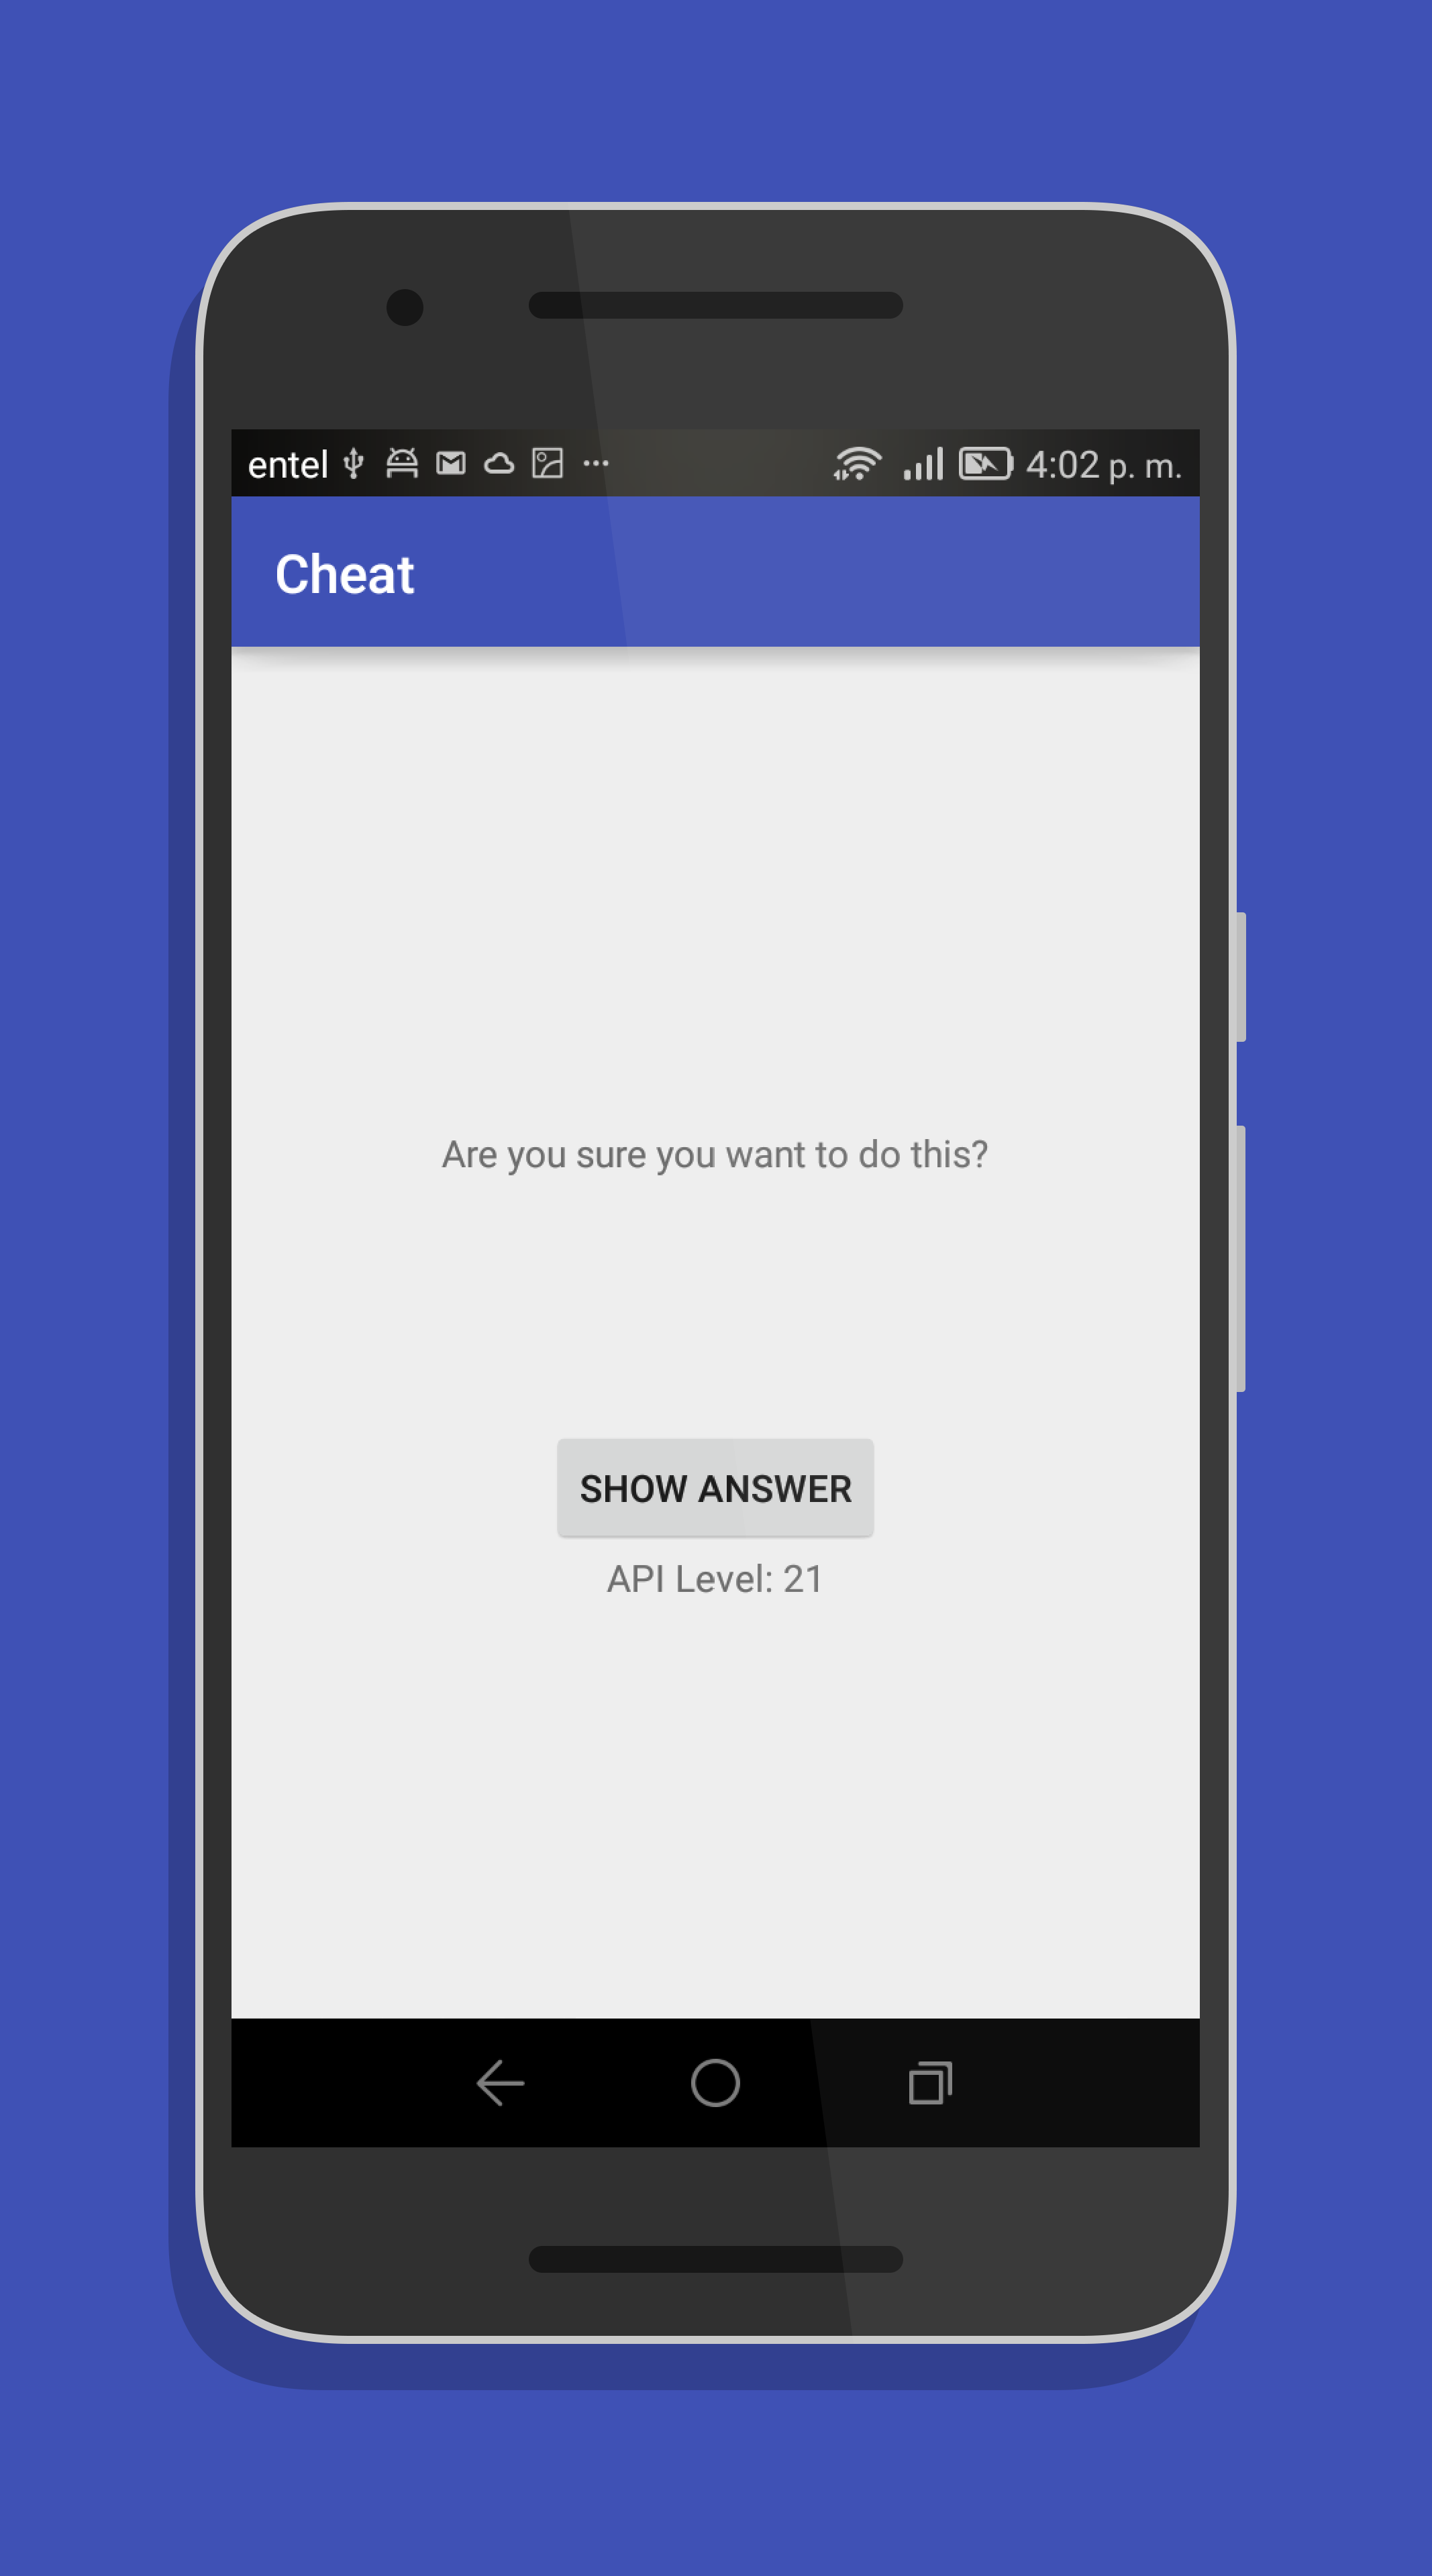 entel 4:02 p. m.
Cheat
Are you sure you want to do this?
SHOW ANSWER
API Level: 21